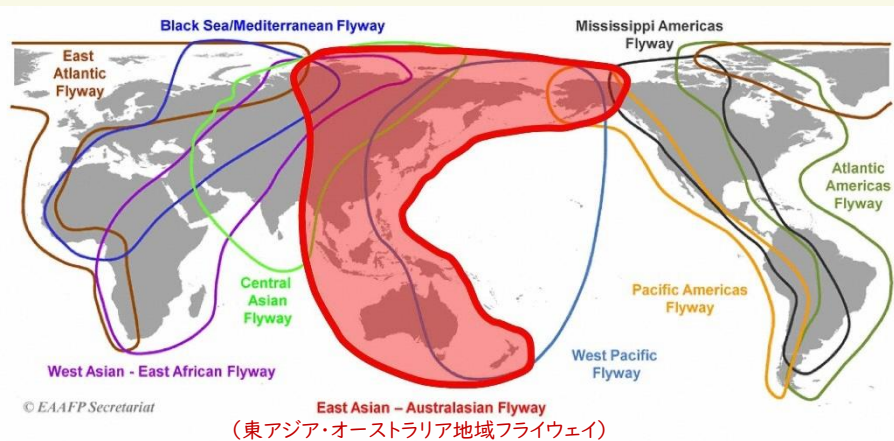 Black Sea/Mediterranean Flyway
Mississippi Americas
Flyway
East
Atlantic
Flyway
Atlantic
Americas
Flyway
Central
Asian
Flyway
Pacific Americas
Flyway
West Pacific
Flyway
West Asian - East African Flyway
© EAAFP Secretariat
East Asian – Australasian Flyway
(東アジア・オーストラリア地域フライウェイ)